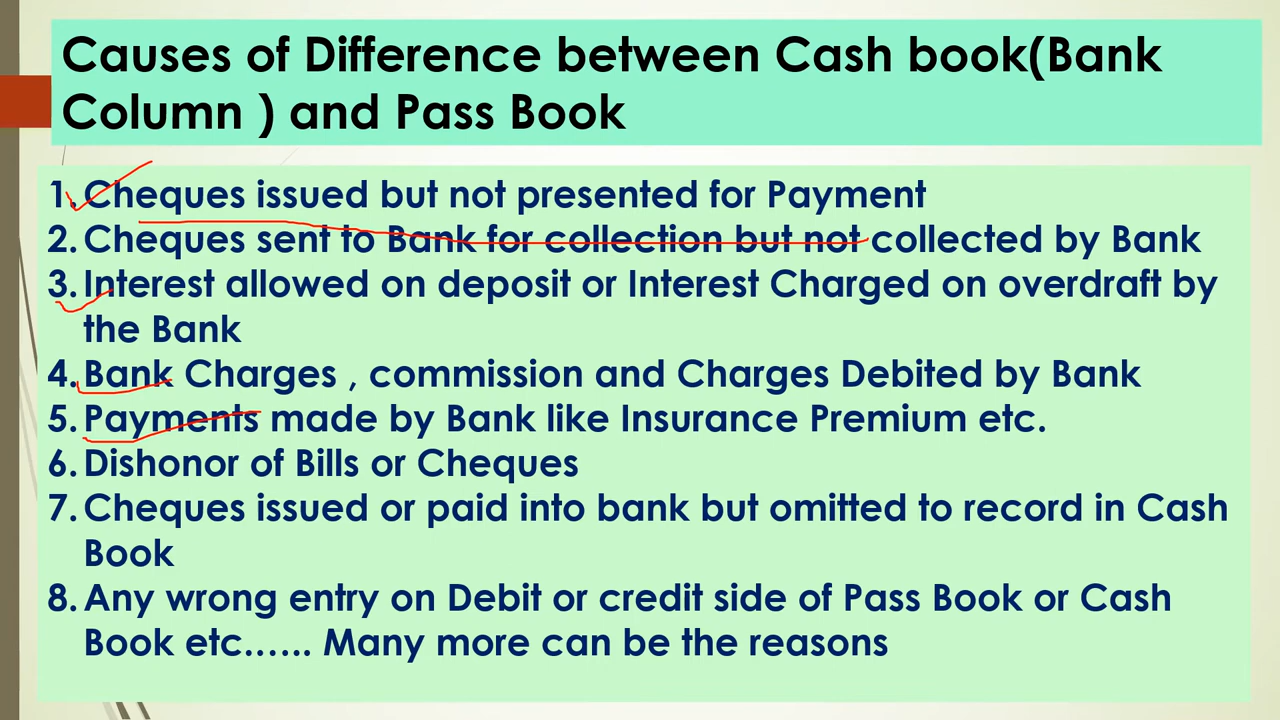 Causes of Difference between Cash book(Bank
Column ) and Pass Book
1. Cheques issued but not presented for Payment
2. Cheques sent to Bank for collection but not collected by Bank
3. Interest allowed on deposit or Interest Charged on overdraft by
the Bank
4. Bank Charges , commission and Charges Debited by Bank
5. Payments made by Bank like Insurance Premium etc.
6. Dishonor of Bills or Cheques
7. Cheques issued or paid into bank but omitted to record in Cash
Book
8. Any wrong entry on Debit or credit side of Pass Book or Cash
Book etc...... Many more can be the reasons